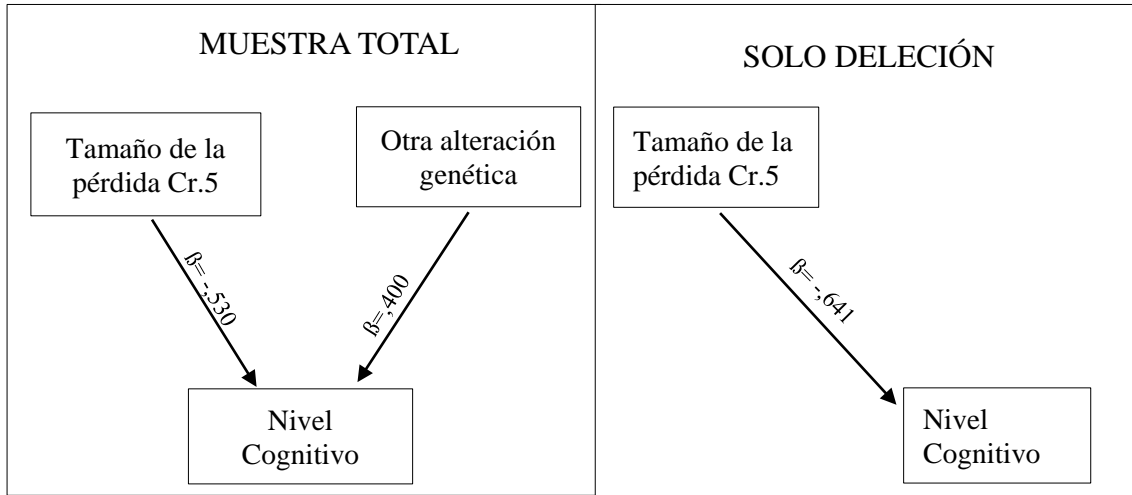 MUESTRA TOTAL
Tamaño de la
pérdida Cr.5
Otra alteración
genética
ß= -,530
ß=,400
Nivel
Cognitivo
SOLO DELECIÓN
Tamaño de la
pérdida Cr.5
ß= -,641
Nivel
Cognitivo